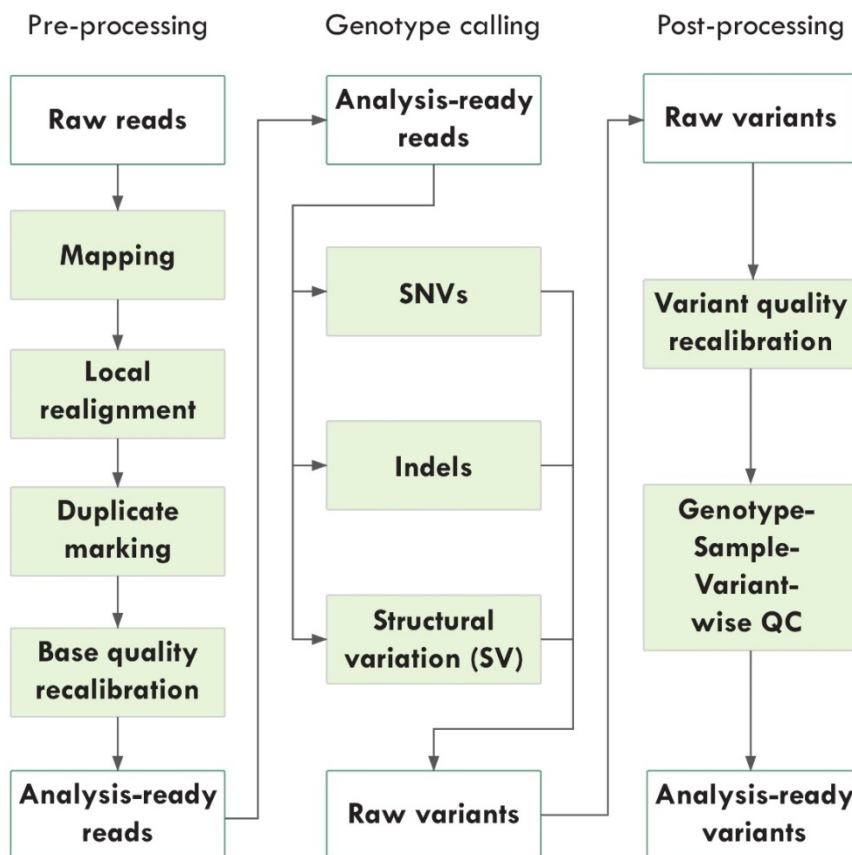 Pre-processing
Genotype calling
Post-processing
Raw reads
Mapping
Local
realignment
Duplicate
marking
Base quality
recalibration
Analysis-ready
reads
Analysis-ready
reads
SNVs
Indels
Structural
variation (SV)
Raw variants
Raw variants
Variant quality
recalibration
Genotype-
Sample-
Variant-
wise QC
Analysis-ready
variants